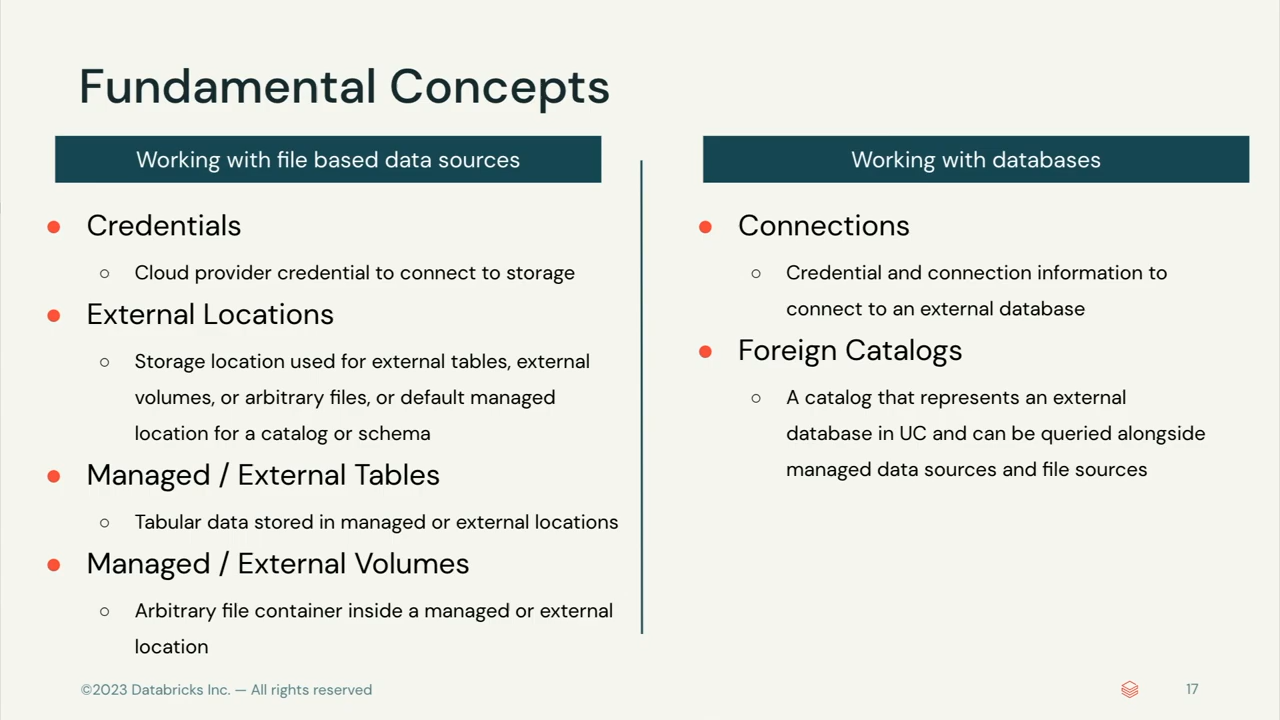 Fundamental Concepts
Working with file based data sources
● Credentials
○ Cloud provider credential to connect to storage
● External Locations
○ Storage location used for external tables, external
volumes, or arbitrary files, or default managed
location for a catalog or schema
● Managed / External Tables
○ Tabular data stored in managed or external locations
● Managed / External Volumes
○ Arbitrary file container inside a managed or external
location
Working with databases
● Connections
○ Credential and connection information to
connect to an external database
● Foreign Catalogs
○ A catalog that represents an external
database in UC and can be queried alongside
managed data sources and file sources
©2023 Databricks Inc. — All rights reserved
17